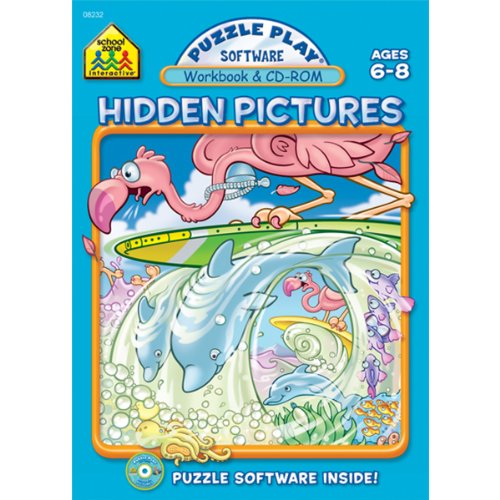 08232
school
zone
interactive
PUZZLE PLAY
SOFTWARE
Workbook & CD-ROM
AGES
6-8
HIDDEN PICTURES
PUZZLE SOFTWARE INSIDE!